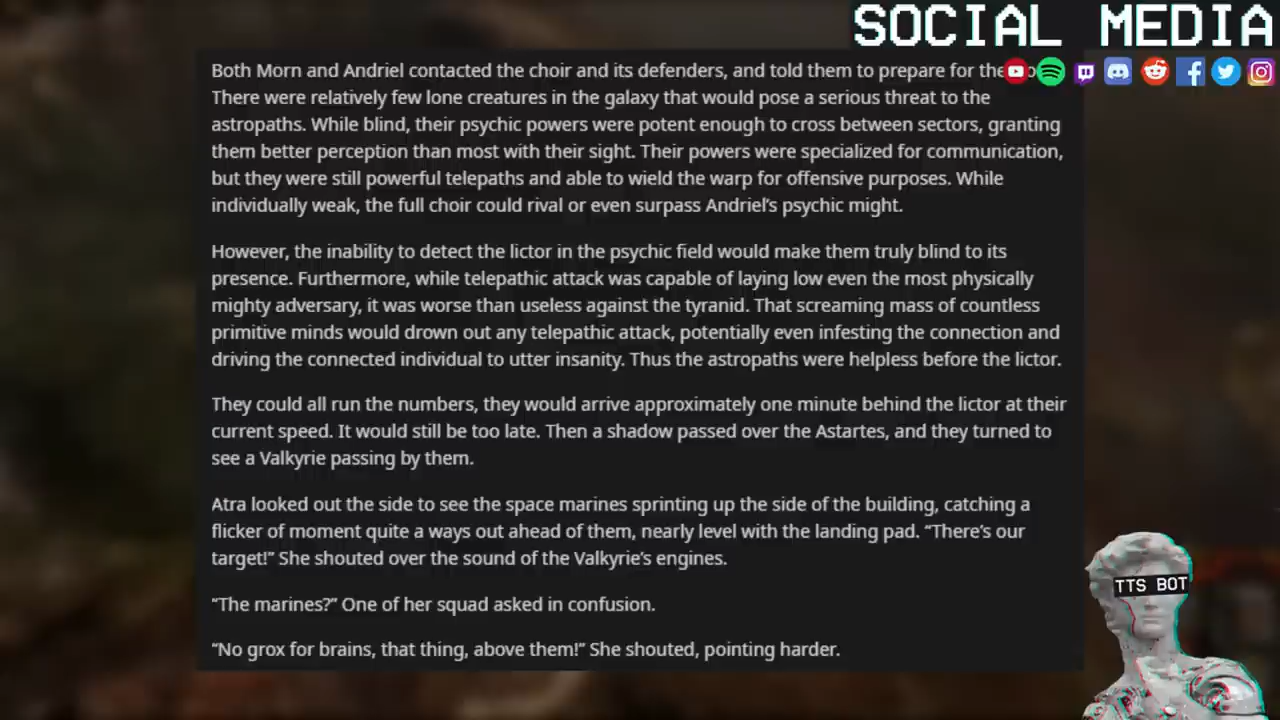 SOCIAL MEDIA
Both Morn and Andriel contacted the choir and its defenders, and told them to prepare for the
There were relatively few lone creatures in the galaxy that would pose a serious threat to the
astropaths. While blind, their psychic powers were potent enough to cross between sectors, granting
them better perception than most with their sight. Their powers were specialized for communication,
but they were still powerful telepaths and able to wield the warp for offensive purposes. While
individually weak, the full choir could rival or even surpass Andriel’s psychic might.
However, the inability to detect the lictor in the psychic field would make them truly blind to its
presence. Furthermore, while telepathic attack was capable of laying low even the most physically
mighty adversary, it was worse than useless against the tyranid. That screaming mass of countless
primitive minds would drown out any telepathic attack, potentially even infesting the connection and
driving the connected individual to utter insanity. Thus the astropaths were helpless before the lictor.
They could all run the numbers, they would arrive approximately one minute behind the lictor at their
current speed. It would still be too late. Then a shadow passed over the Astartes, and they turned to
see a Valkyrie passing by them.
Atra looked out the side to see the space marines sprinting up the side of the building, catching a
flicker of moment quite a ways out ahead of them, nearly level with the landing pad. “There’s our
target!” She shouted over the sound of the Valkyrie’s engines.
“The marines?” One of her squad asked in confusion.
“No grox for brains, that thing, above them!” She shouted, pointing harder.
TTS BOT